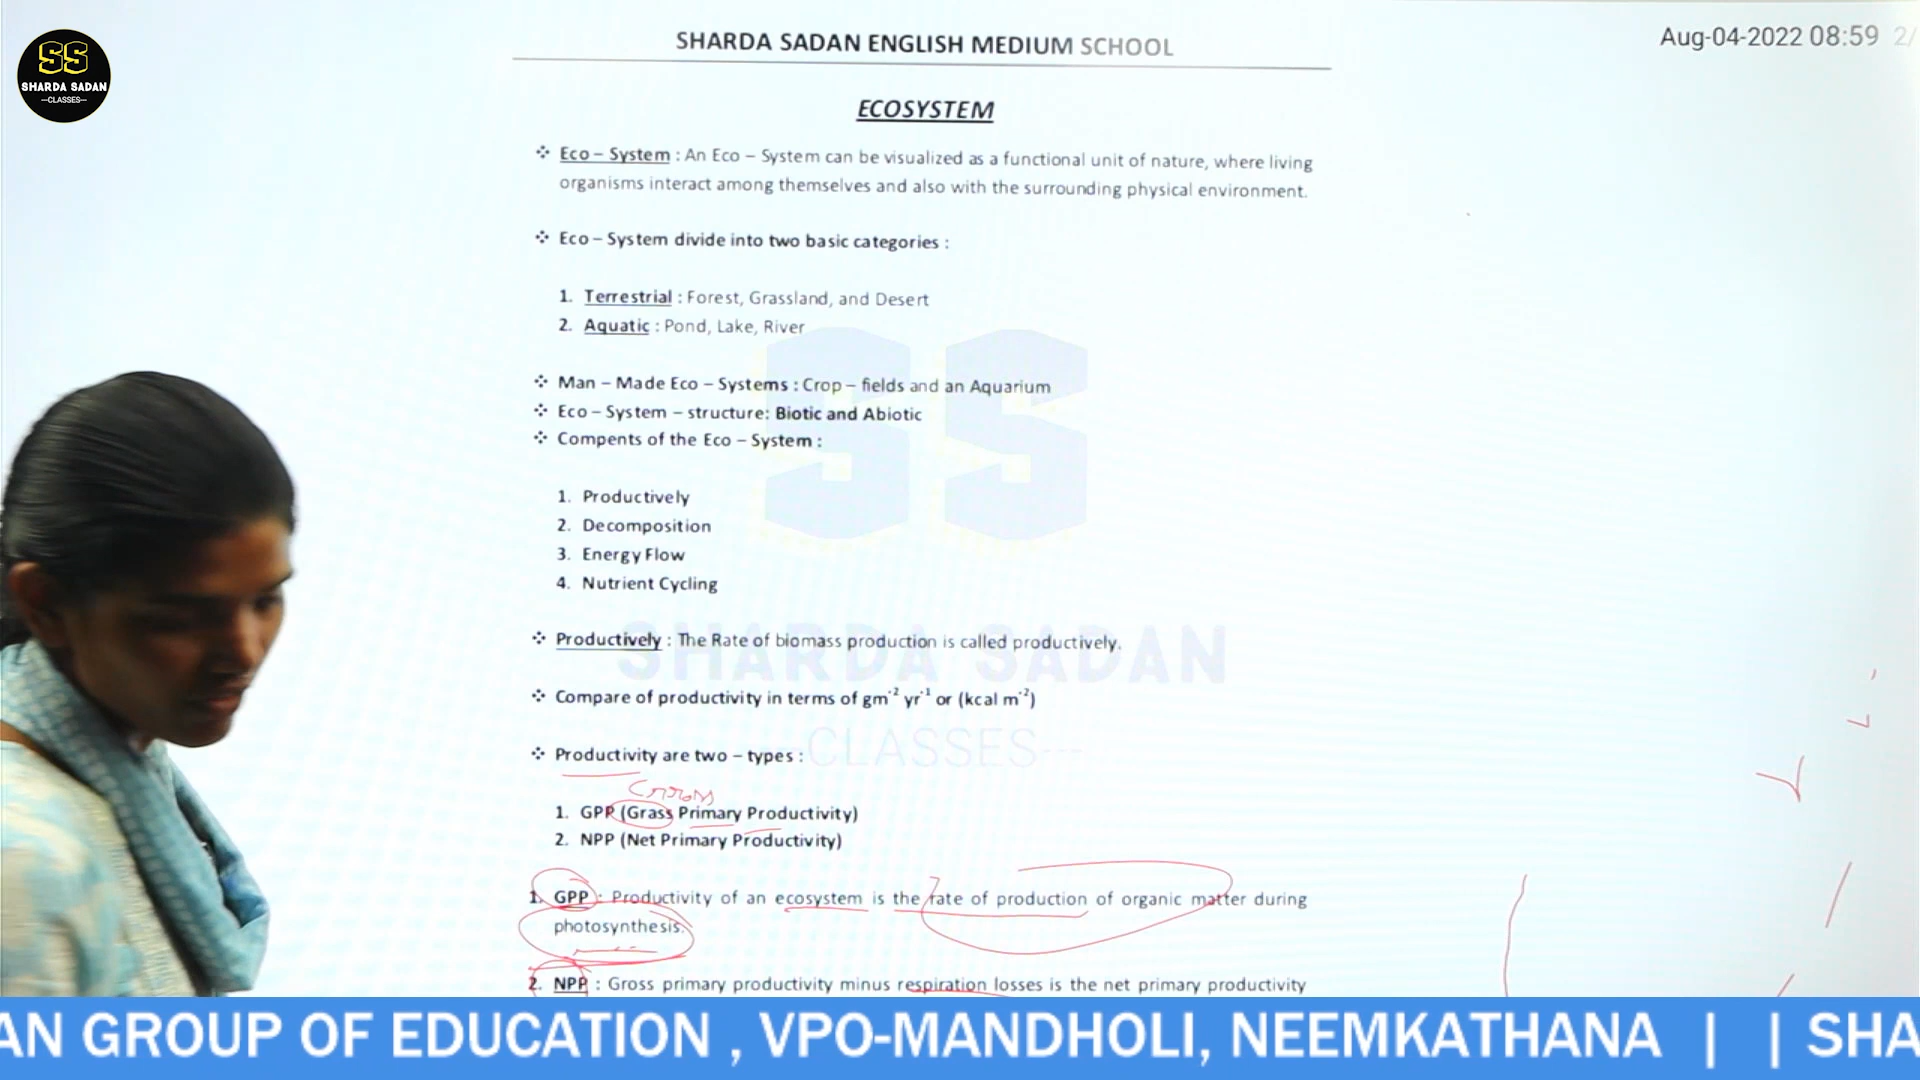 SS
SHARDA SADAN
—CLASSES—
SHARDA SADAN ENGLISH MEDIUM SCHOOL
Aug-04-2022 08:59 2/
ECOSYSTEM
❖ Eco – System : An Eco – System can be visualized as a functional unit of nature, where living
organisms interact among themselves and also with the surrounding physical environment.
❖ Eco – System divide into two basic categories :
1. Terrestrial : Forest, Grassland, and Desert
2. Aquatic : Pond, Lake, River
❖ Man – Made Eco – Systems : Crop – fields and an Aquarium
❖ Eco – System – structure: Biotic and Abiotic
❖ Compents of the Eco – System :
1. Productively
2. Decomposition
3. Energy Flow
4. Nutrient Cycling
❖ Productively : The Rate of biomass production is called productively.
❖ Compare of productivity in terms of gm⁻² yr⁻¹ or (kcal m⁻²)
❖ Productivity are two – types :
Gross
1. GPP (Grass Primary Productivity)
2. NPP (Net Primary Productivity)
1. GPP : Productivity of an ecosystem is the rate of production of organic matter during
photosynthesis.
2. NPP : Gross primary productivity minus respiration losses is the net primary productivity
SS
SHARDA SADAN
CLASSES—
AN GROUP OF EDUCATION , VPO-MANDHOLI, NEEMKATHANA | | SHA